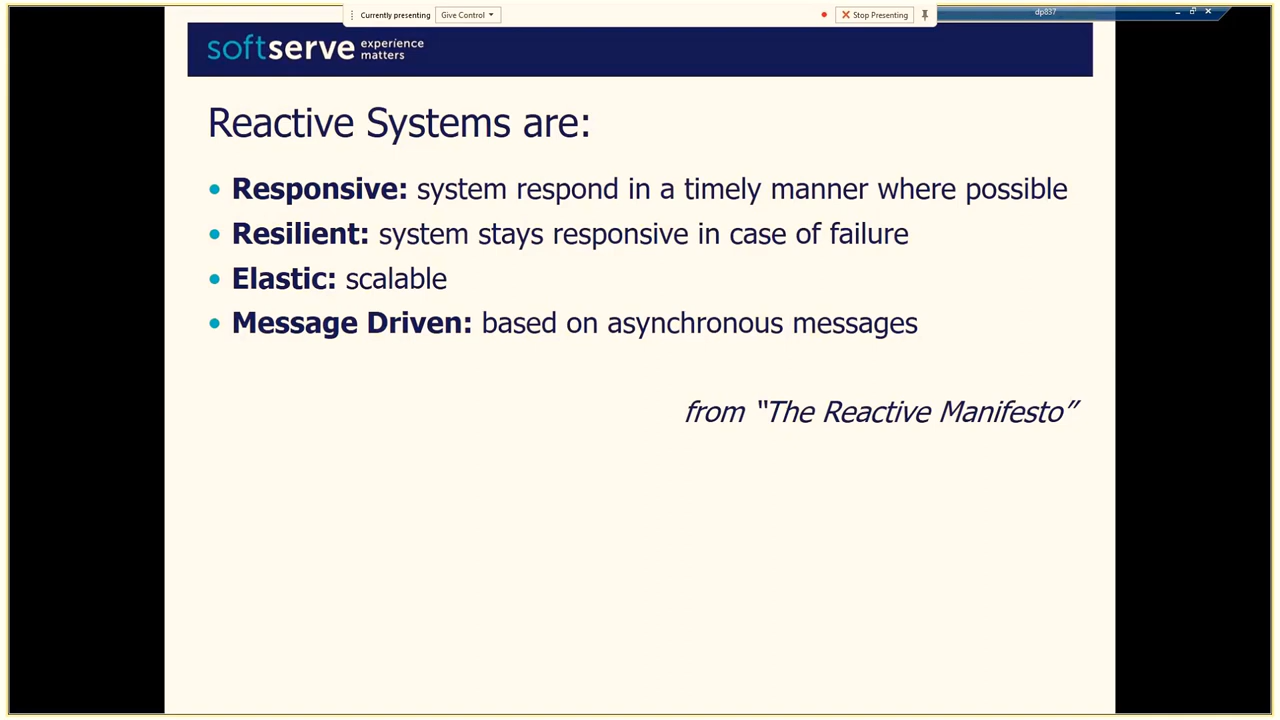 Currently presenting Give Control Stop Presenting dp837
softserve experience
matters
Reactive Systems are:
• Responsive: system respond in a timely manner where possible
• Resilient: system stays responsive in case of failure
• Elastic: scalable
• Message Driven: based on asynchronous messages
from “The Reactive Manifesto”